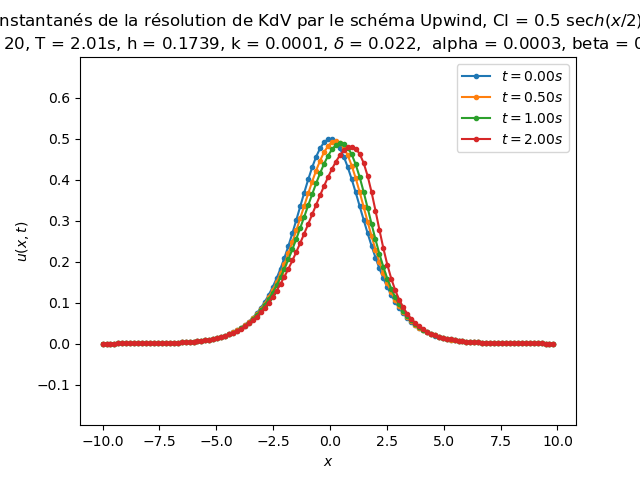 nstantanés de la résolution de KdV par le schéma Upwind, CI = 0.5 sech(x/2)
20, T = 2.01s, h = 0.1739, k = 0.0001, δ = 0.022, alpha = 0.0003, beta = 0
t = 0.00s
t = 0.50s
t = 1.00s
t = 2.00s
0.6
0.5
0.4
0.3
0.2
0.1
0.0
−0.1
u(x, t)
−10.0 −7.5 −5.0 −2.5 0.0 2.5 5.0 7.5 10.0
x